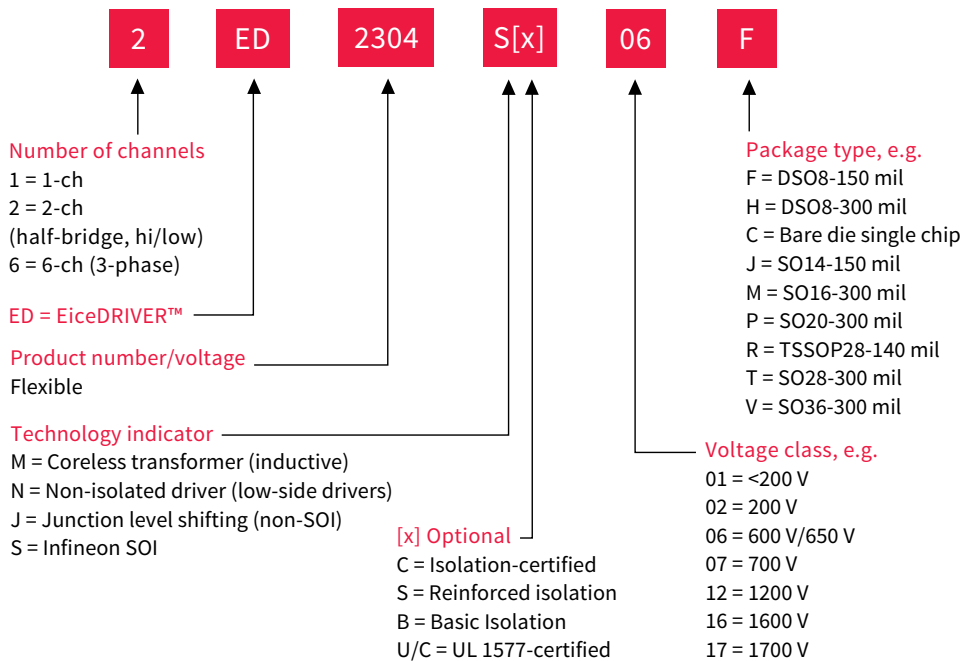 2 ED 2304 S[x] 06 F
Number of channels
1 = 1-ch
2 = 2-ch
(half-bridge, hi/low)
6 = 6-ch (3-phase)
ED = EiceDRIVER™
Product number/voltage
Flexible
Technology indicator
M = Coreless transformer (inductive)
N = Non-isolated driver (low-side drivers)
J = Junction level shifting (non-SOI)
S = Infineon SOI
[x] Optional
C = Isolation-certified
S = Reinforced isolation
B = Basic Isolation
U/C = UL 1577-certified
Package type, e.g.
F = DSO8-150 mil
H = DSO8-300 mil
C = Bare die single chip
J = SO14-150 mil
M = SO16-300 mil
P = SO20-300 mil
R = TSSOP28-140 mil
T = SO28-300 mil
V = SO36-300 mil
Voltage class, e.g.
01 = <200 V
02 = 200 V
06 = 600 V/650 V
07 = 700 V
12 = 1200 V
16 = 1600 V
17 = 1700 V